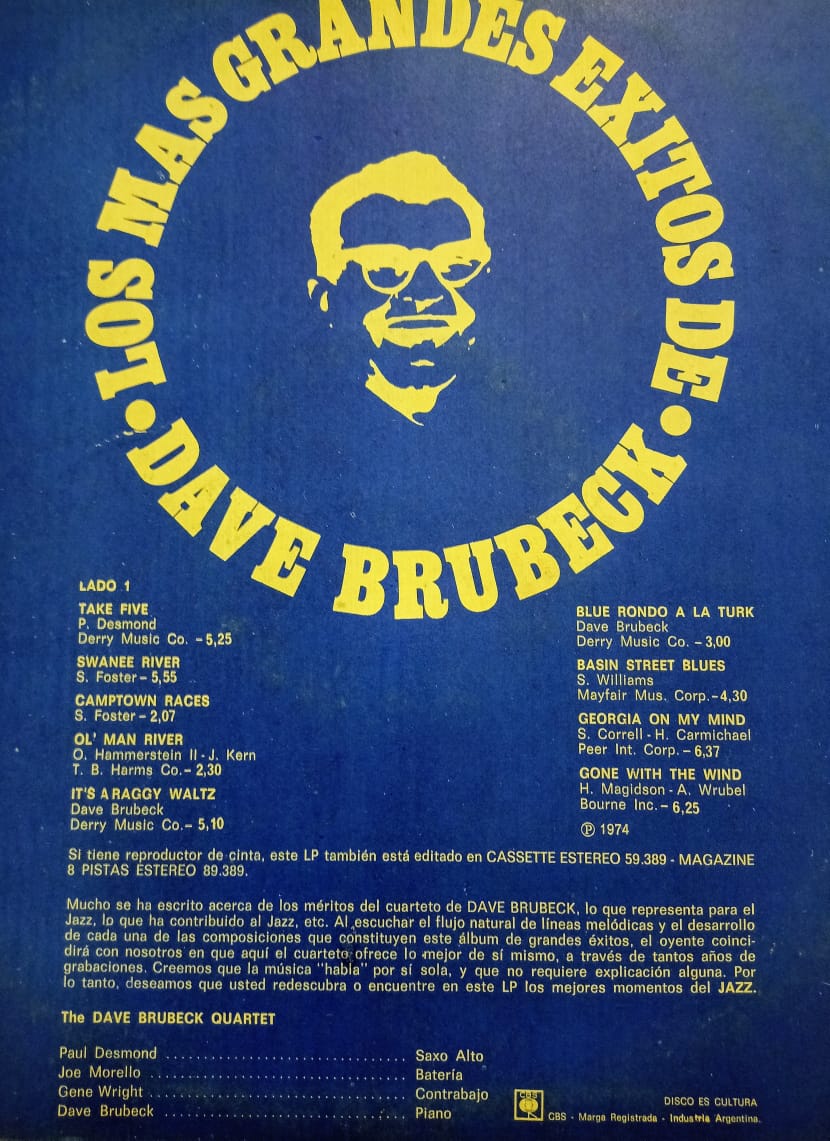 LOS MAS GRANDES EXITOS DE
DAVE BRUBECK
LADO 1
TAKE FIVE
P. Desmond
Derry Music Co. – 5,25
SWANEE RIVER
S. Foster – 5,55
CAMPTOWN RACES
S. Foster – 2,07
OL' MAN RIVER
O. Hammerstein II - J. Kern
T. B. Harms Co. – 2,30
IT'S A RAGGY WALTZ
Dave Brubeck
Derry Music Co. – 5,10
BLUE RONDO A LA TURK
Dave Brubeck
Derry Music Co. – 3,00
BASIN STREET BLUES
S. Williams
Mayfair Mus. Corp. – 4,30
GEORGIA ON MY MIND
S. Correll - H. Carmichael
Peer Int. Corp. – 6,37
GONE WITH THE WIND
H. Magidson - A. Wrubel
Bourne Inc. – 6,25
℗ 1974
Si tiene reproductor de cinta, este LP también está editado en CASSETTE ESTEREO 59.389 - MAGAZINE
8 PISTAS ESTEREO 89.389.
Mucho se ha escrito acerca de los méritos del cuarteto de DAVE BRUBECK, lo que representa para el
Jazz, lo que ha contribuido al Jazz, etc. Al escuchar el flujo natural de líneas melódicas y el desarrollo
de cada una de las composiciones que constituyen este álbum de grandes éxitos, el oyente coinci-
dirá con nosotros en que aquí el cuarteto ofrece lo mejor de sí mismo, a través de tantos años de
grabaciones. Creemos que la música "habla" por sí sola, y que no requiere explicación alguna. Por
lo tanto, deseamos que usted redescubra o encuentre en este LP los mejores momentos del JAZZ.
The DAVE BRUBECK QUARTET
Paul Desmond ................................ Saxo Alto
Joe Morello ................................ Batería
Gene Wright ................................ Contrabajo
Dave Brubeck ................................ Piano
CBS
DISCO ES CULTURA
CBS - Marga Registrada - Industria Argentina.